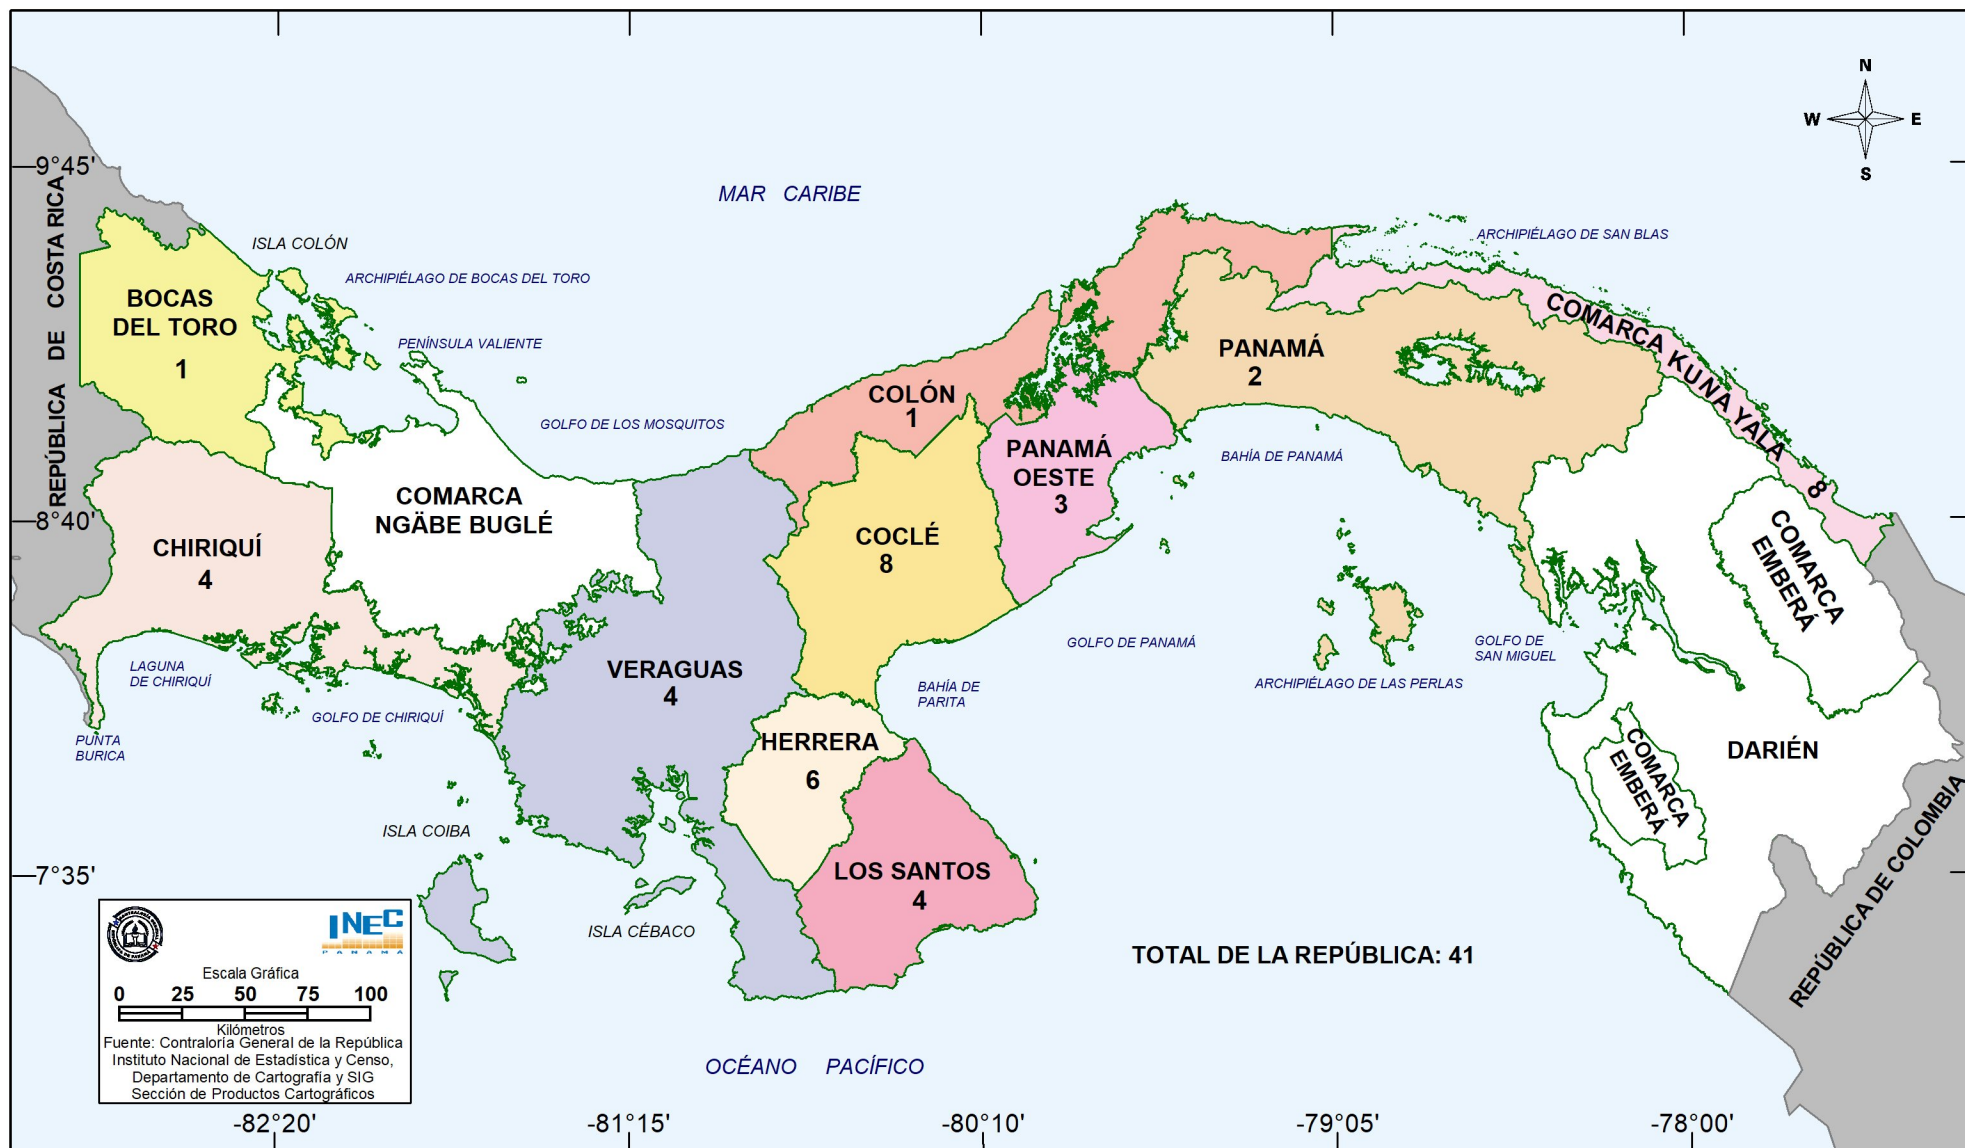 N
W
E
S
9°45'
8°40'
7°35'
REPÚBLICA DE COSTA RICA
MAR CARIBE
ISLA COLÓN
ARCHIPIÉLAGO DE BOCAS DEL TORO
ARCHIPIÉLAGO DE SAN BLAS
BOCAS
DEL TORO
1
PENÍNSULA VALIENTE
GOLFO DE LOS MOSQUITOS
COLÓN
1
PANAMÁ
2
COMARCA KUNA YALA 8
PANAMÁ
OESTE
3
BAHÍA DE PANAMÁ
COMARCA
NGÄBE BUGLÉ
CHIRIQUÍ
4
COCLÉ
8
COMARCA
EMBERÁ
LAGUNA
DE CHIRIQUÍ
GOLFO DE PANAMÁ
GOLFO DE
SAN MIGUEL
VERAGUAS
4
BAHÍA DE
PARITA
ARCHIPIÉLAGO DE LAS PERLAS
GOLFO DE CHIRIQUÍ
PUNTA
BURICA
HERRERA
6
COMARCA
EMBERÁ
DARIÉN
ISLA COIBA
LOS SANTOS
4
ISLA CÉBACO
REPÚBLICA DE COLOMBIA
TOTAL DE LA REPÚBLICA: 41
OCÉANO PACÍFICO
INEC
PANAMÁ
Escala Gráfica
0 25 50 75 100
Kilómetros
Fuente: Contraloría General de la República
Instituto Nacional de Estadística y Censo,
Departamento de Cartografía y SIG
Sección de Productos Cartográficos
-82°20' -81°15' -80°10' -79°05' -78°00'